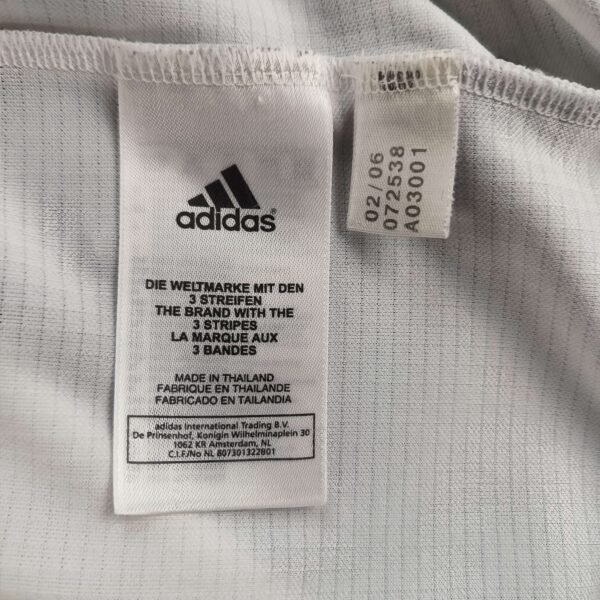 adidas
DIE WELTMARKE MIT DEN
3 STREIFEN
THE BRAND WITH THE
3 STRIPES
LA MARQUE AUX
3 BANDES
MADE IN THAILAND
FABRIQUE EN THAILANDE
FABRICADO EN TAILANDIA
adidas International Trading B.V.
De Prinsenhof, Konigin Wilhelminaplein 30
1062 KR Amsterdam, NL
C.I.F./No NL 807301322B01
02/06
072538
A03001